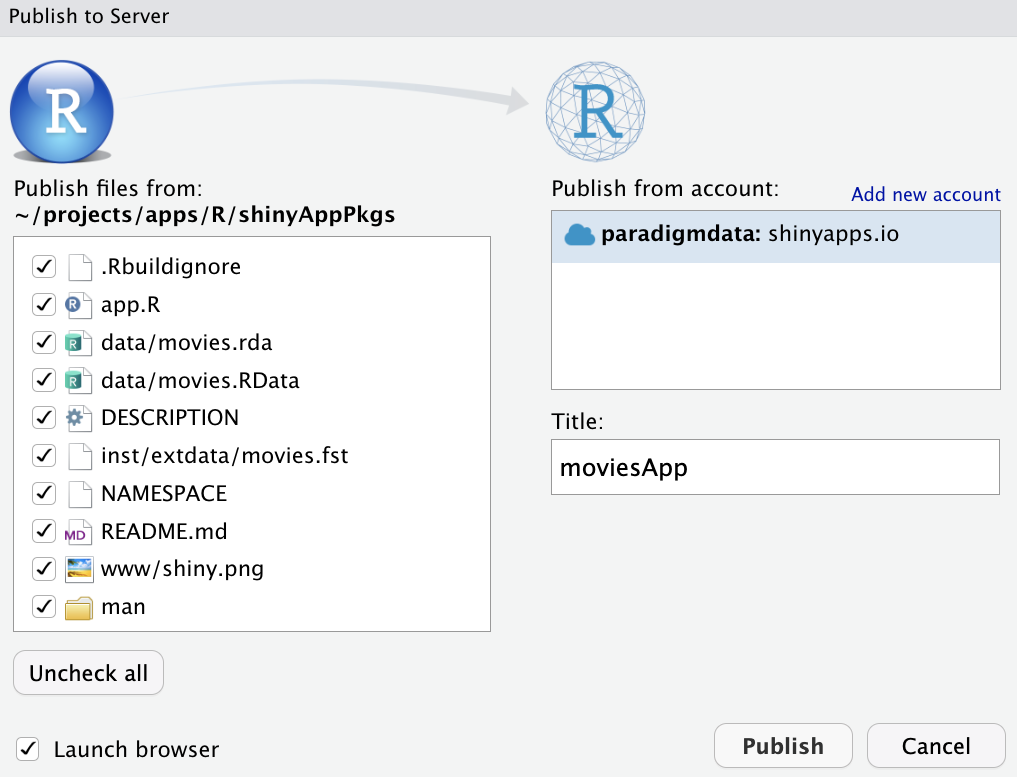 Publish to Server
R
R
Publish files from:
~/projects/apps/R/shinyAppPkgs
.Rbuildignore
R app.R
R data/movies.rda
R data/movies.RData
DESCRIPTION
inst/extdata/movies.fst
NAMESPACE
MD README.md
www/shiny.png
man
Uncheck all
Launch browser
Publish from account:
Add new account
paradigmdata: shinyapps.io
Title:
moviesApp
Publish
Cancel